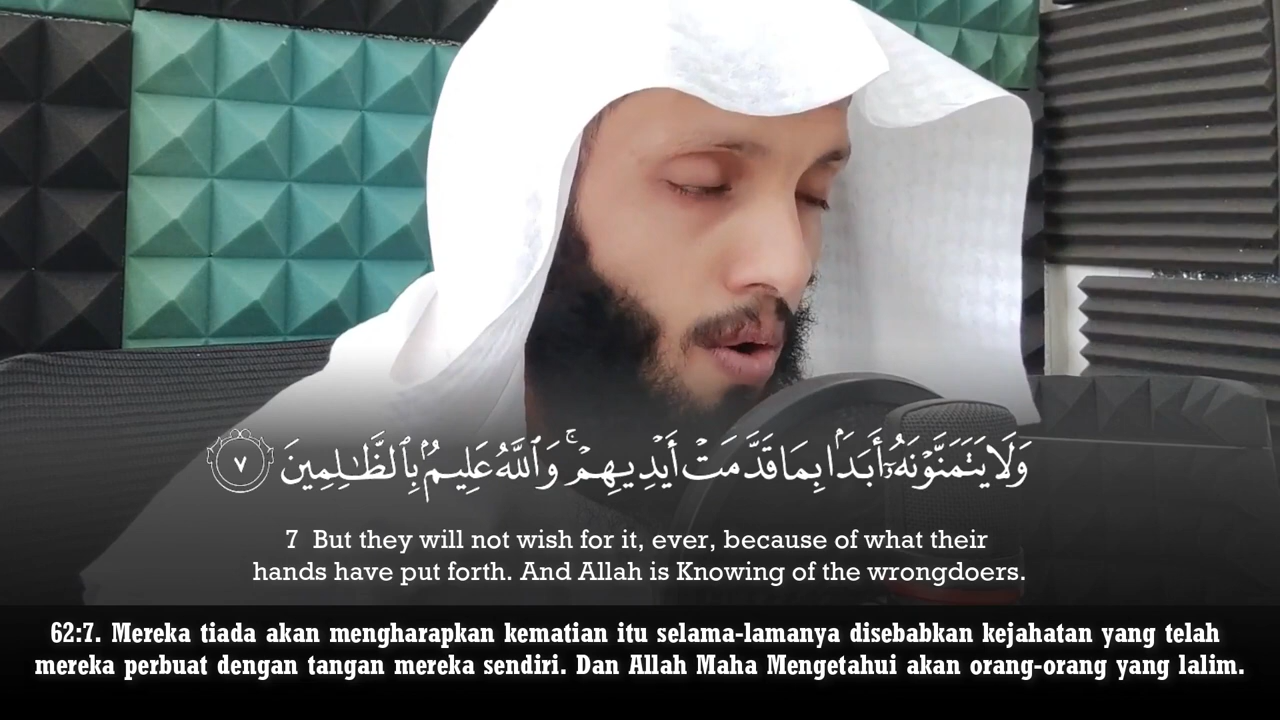 وَلَا يَتَمَنَّوْنَهُۥٓ أَبَدَۢا بِمَا قَدَّمَتْ أَيْدِيهِمْ ۚ وَٱللَّهُ عَلِيمُۢ بِٱلظَّٰلِمِينَ ٧
7 But they will not wish for it, ever, because of what their
hands have put forth. And Allah is Knowing of the wrongdoers.
62:7. Mereka tiada akan mengharapkan kematian itu selama-lamanya disebabkan kejahatan yang telah
mereka perbuat dengan tangan mereka sendiri. Dan Allah Maha Mengetahui akan orang-orang yang lalim.